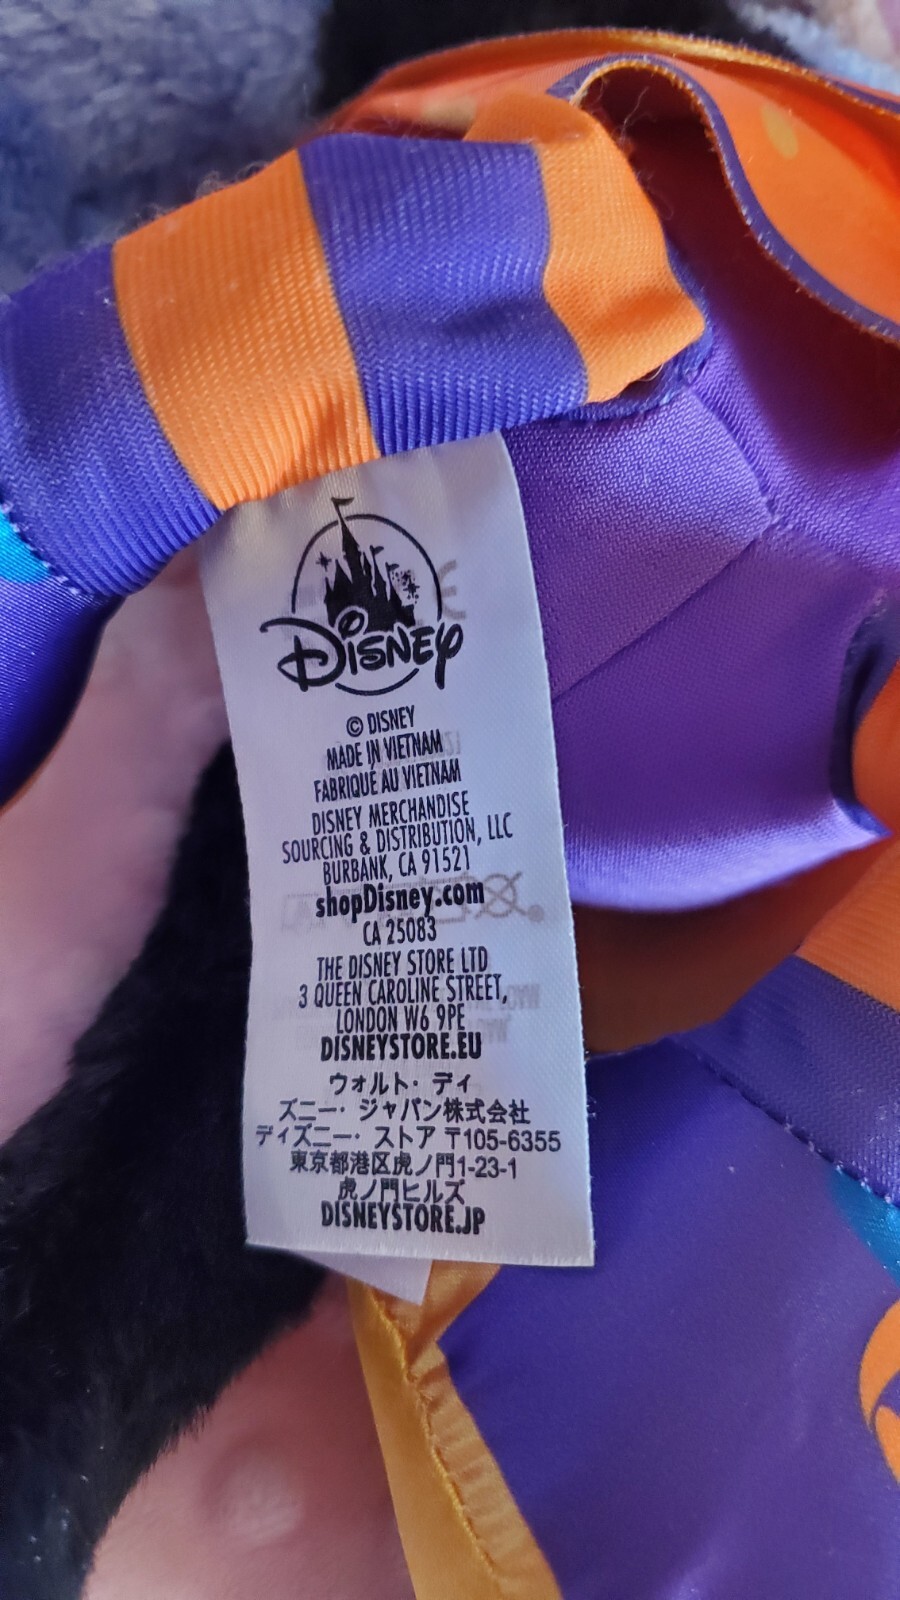 Disney
© DISNEY
MADE IN VIETNAM
FABRIQUÉ AU VIETNAM
DISNEY MERCHANDISE
SOURCING & DISTRIBUTION, LLC
BURBANK, CA 91521
shopDisney.com
CA 25083
THE DISNEY STORE LTD
3 QUEEN CAROLINE STREET,
LONDON W6 9PE
DISNEYSTORE.EU
ウォルト・ディ
ズニー・ジャパン株式会社
ディズニー・ストア 〒105-6355
東京都港区虎ノ門1-23-1
虎ノ門ヒルズ
DISNEYSTORE.JP